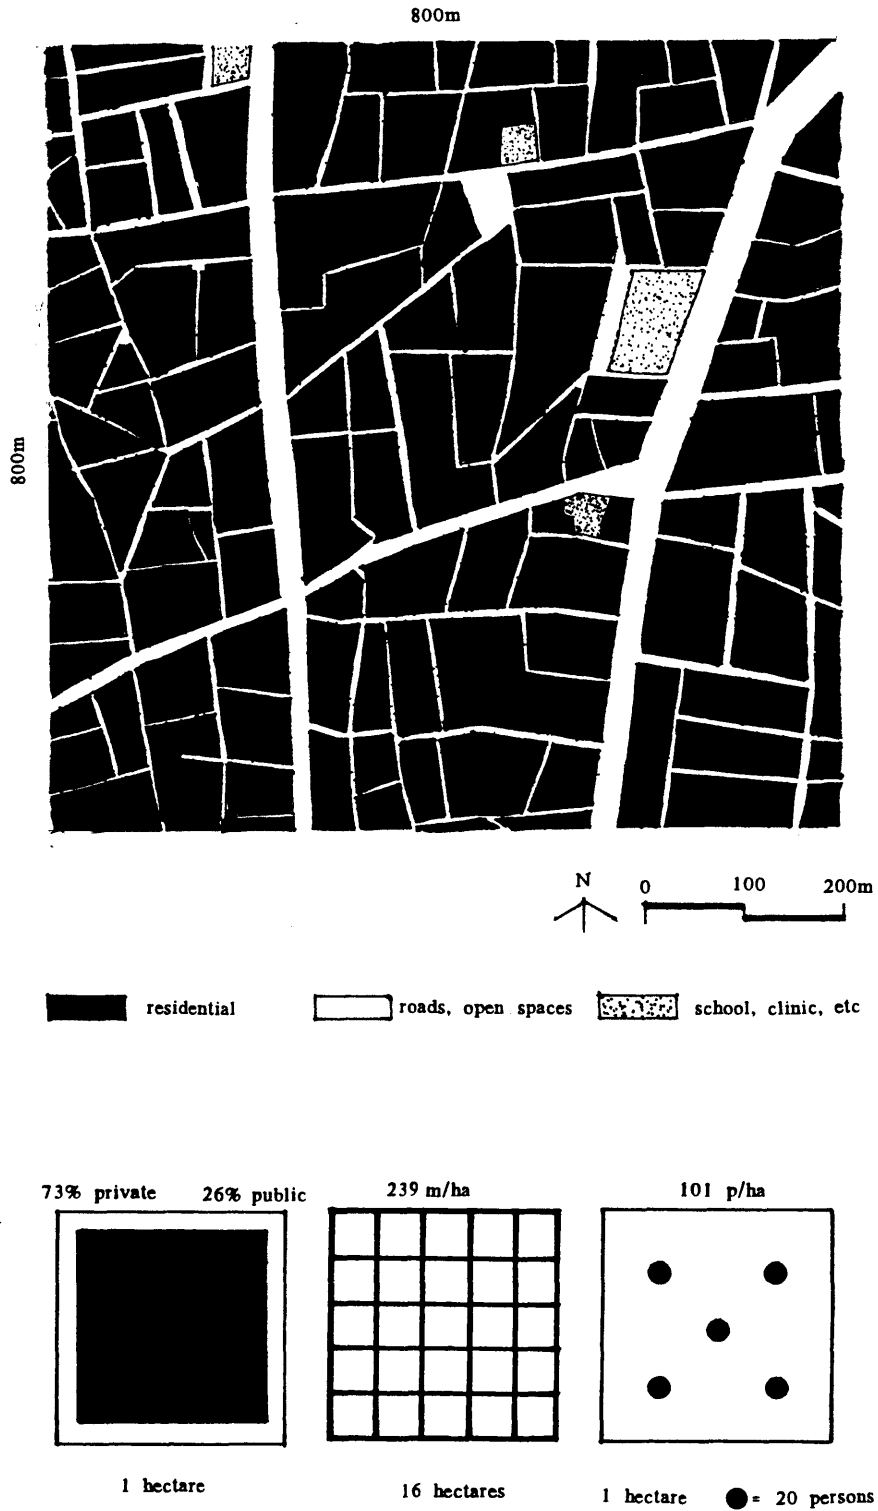 800m
800m
N
0 100 200m
residential
roads, open spaces
school, clinic, etc
73% private 26% public
239 m/ha
101 p/ha
1 hectare
16 hectares
1 hectare
= 20 persons